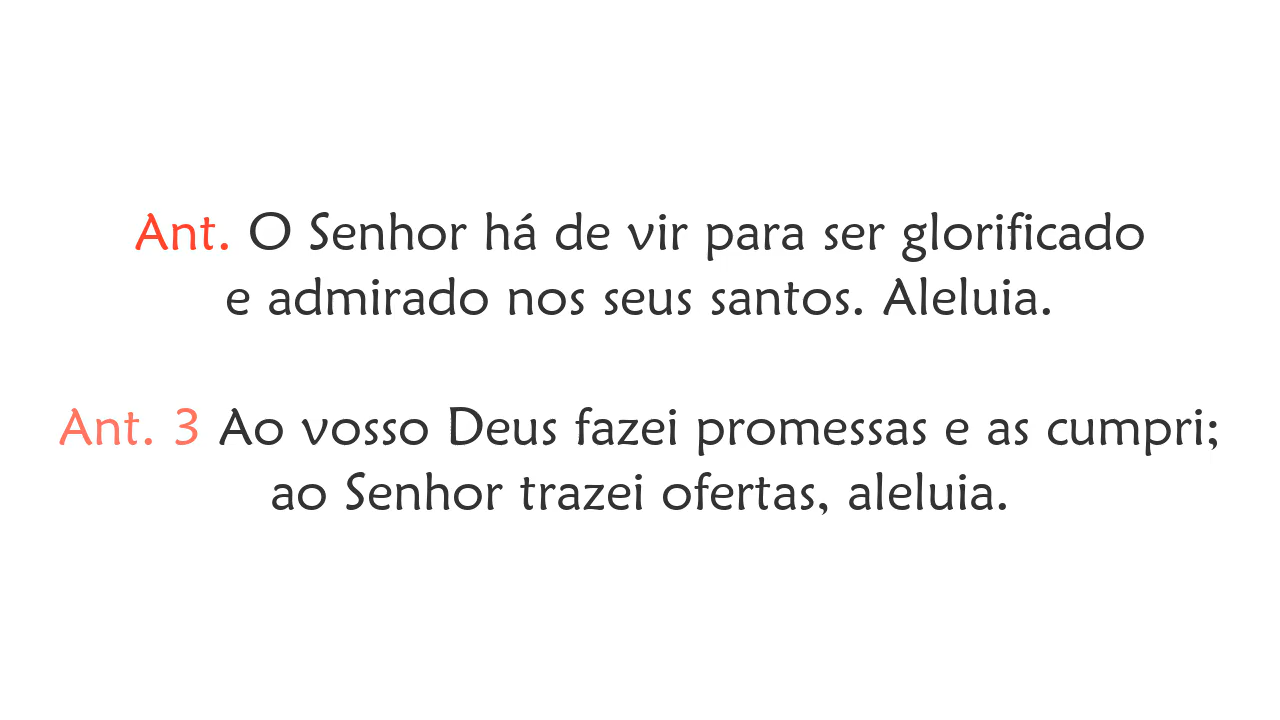 Ant. O Senhor há de vir para ser glorificado
e admirado nos seus santos. Aleluia.
Ant. 3 Ao vosso Deus fazei promessas e as cumpri;
ao Senhor trazei ofertas, aleluia.